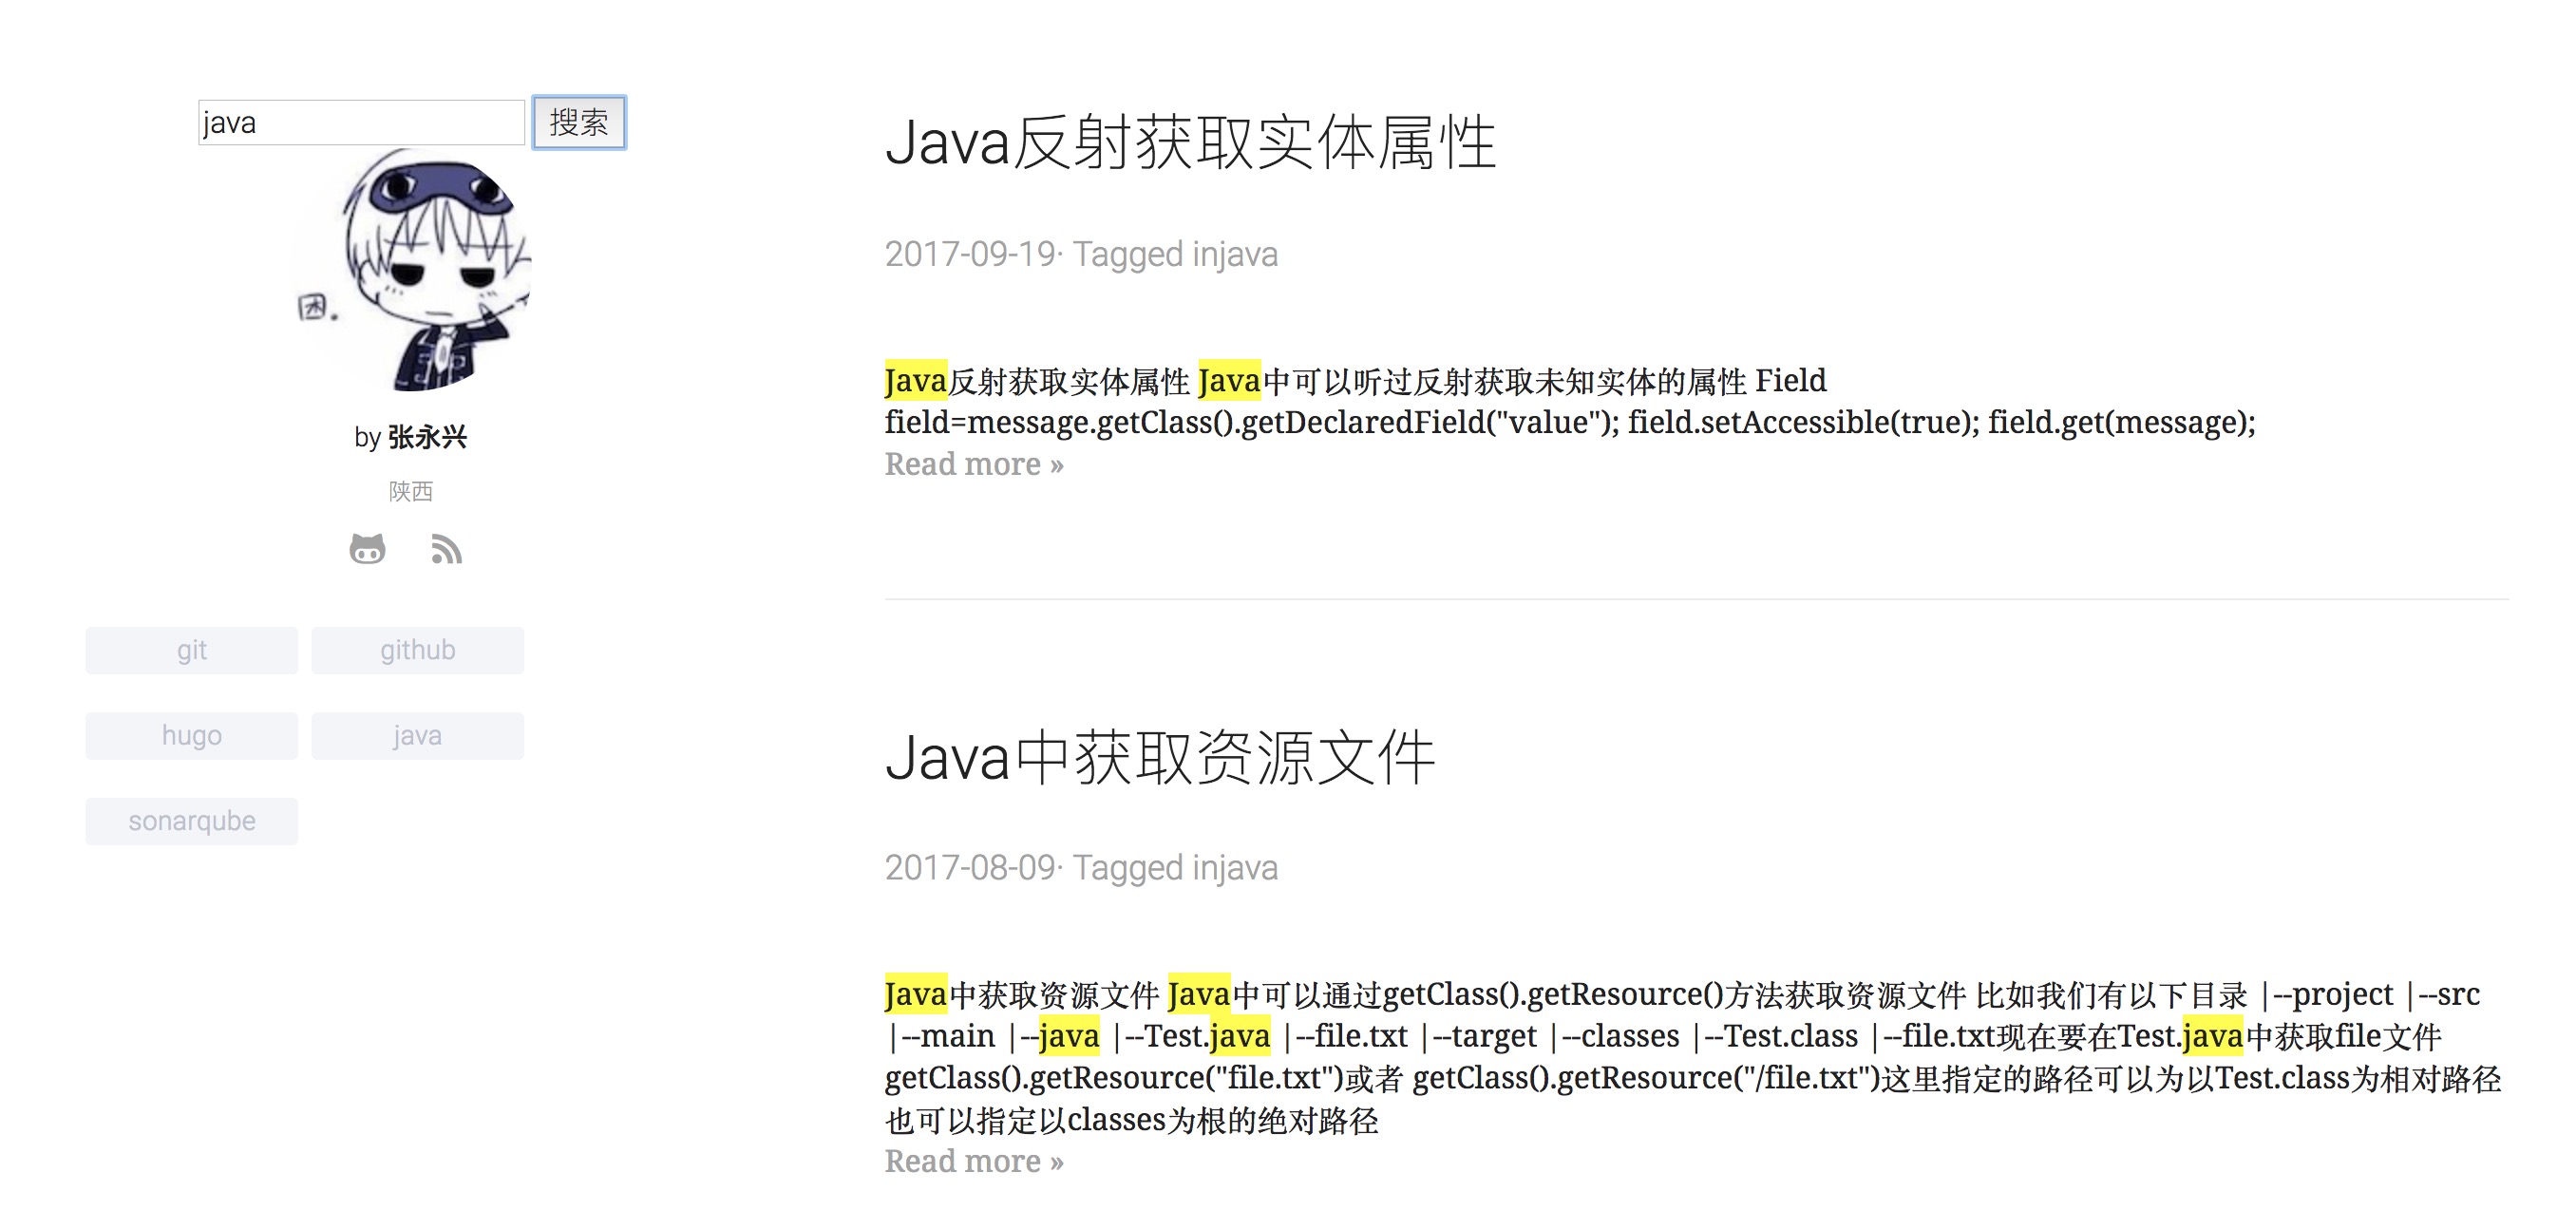 java
搜索
困.
by 张永兴
陕西
git
github
hugo
java
sonarqube
Java反射获取实体属性
2017-09-19· Tagged injava
Java反射获取实体属性 Java中可以听过反射获取未知实体的属性 Field
field=message.getClass().getDeclaredField("value"); field.setAccessible(true); field.get(message);
Read more »
Java中获取资源文件
2017-08-09· Tagged injava
Java中获取资源文件 Java中可以通过getClass().getResource()方法获取资源文件 比如我们有以下目录 |--project |--src
|--main |--java |--Test.java |--file.txt |--target |--classes |--Test.class |--file.txt现在要在Test.java中获取file文件
getClass().getResource("file.txt")或者 getClass().getResource("/file.txt")这里指定的路径可以为以Test.class为相对路径
也可以指定以classes为根的绝对路径
Read more »